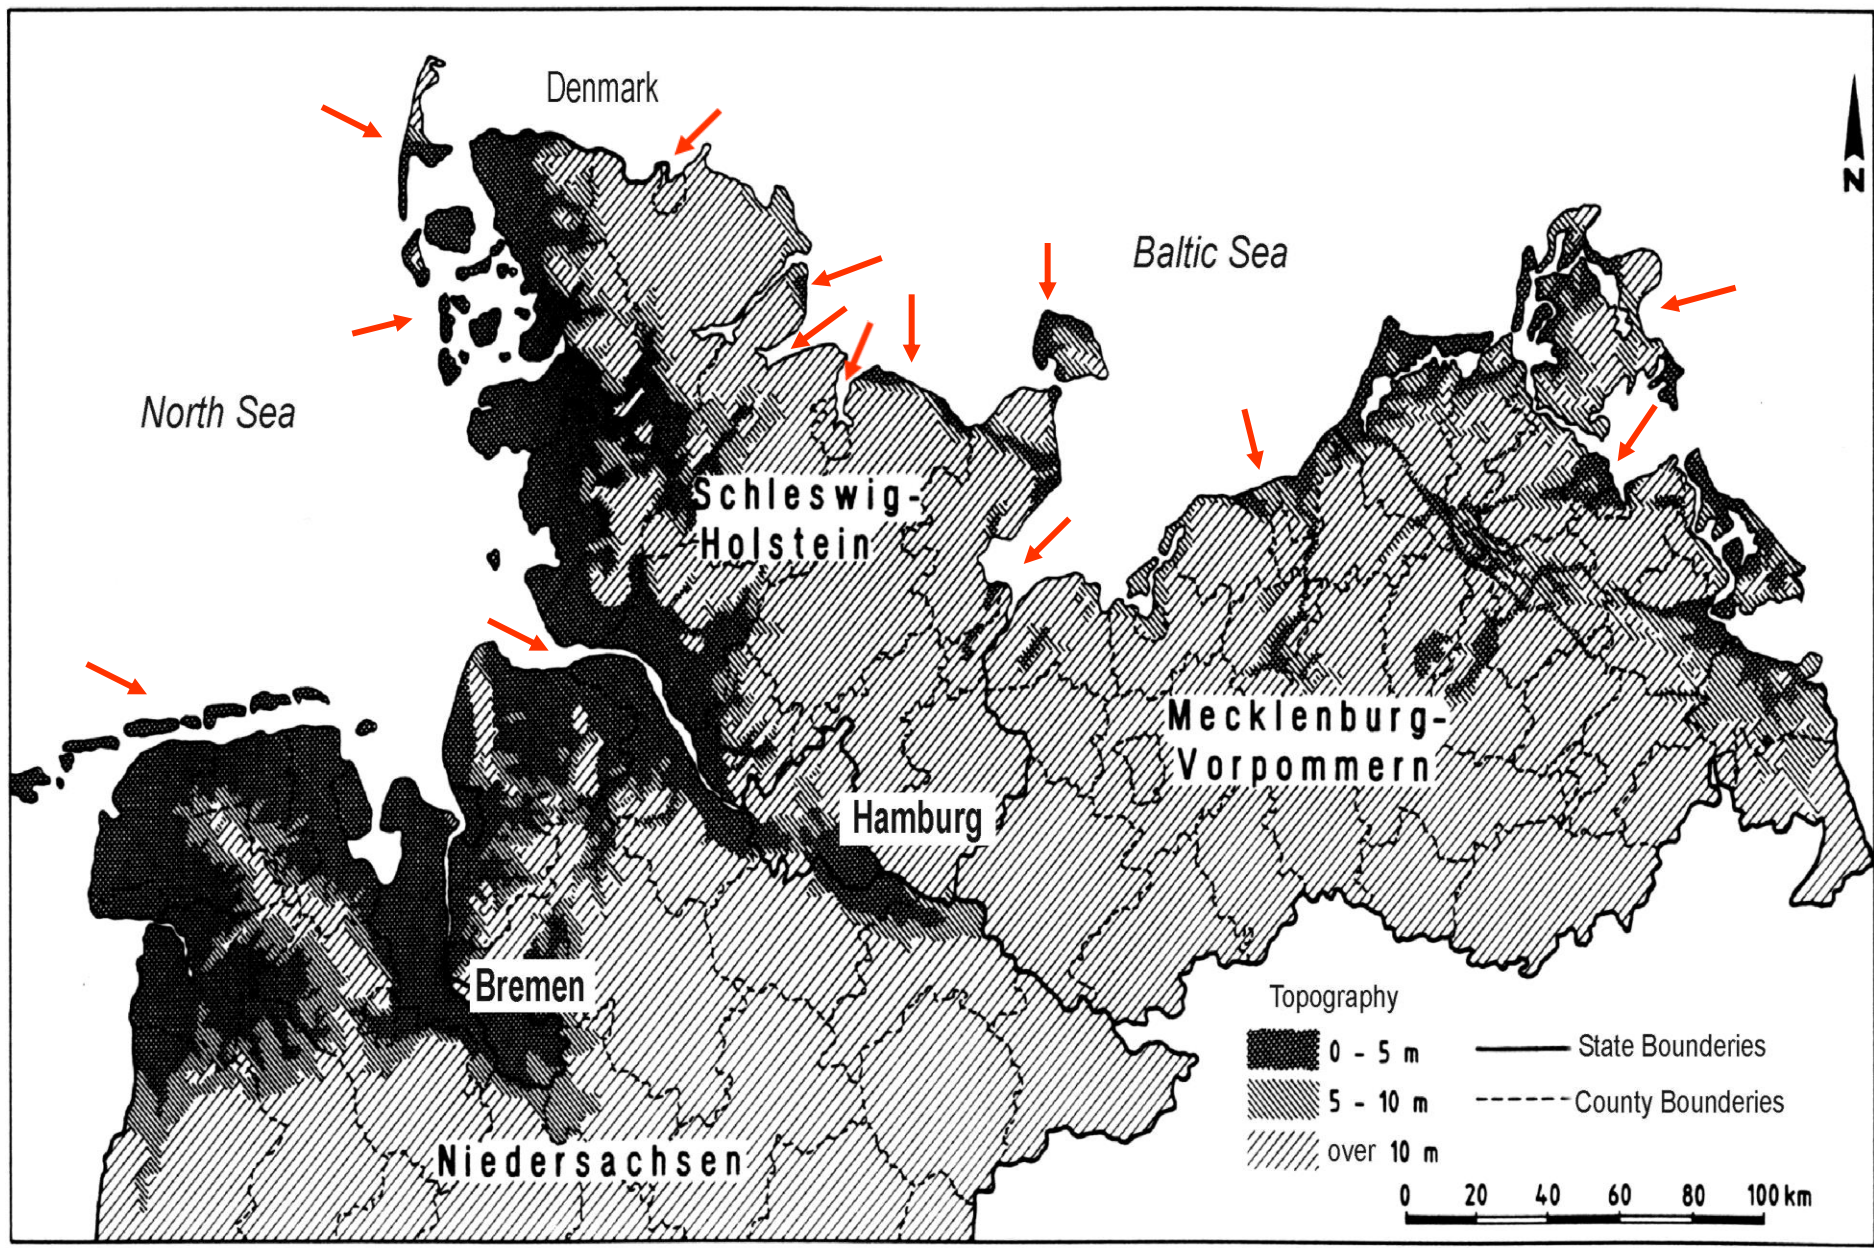 Denmark
N
Baltic Sea
North Sea
Schleswig-
Holstein
Mecklenburg-
Vorpommern
Hamburg
Bremen
Niedersachsen
Topography
0 - 5 m
5 - 10 m
over 10 m
State Bounderies
County Bounderies
0 20 40 60 80 100 km